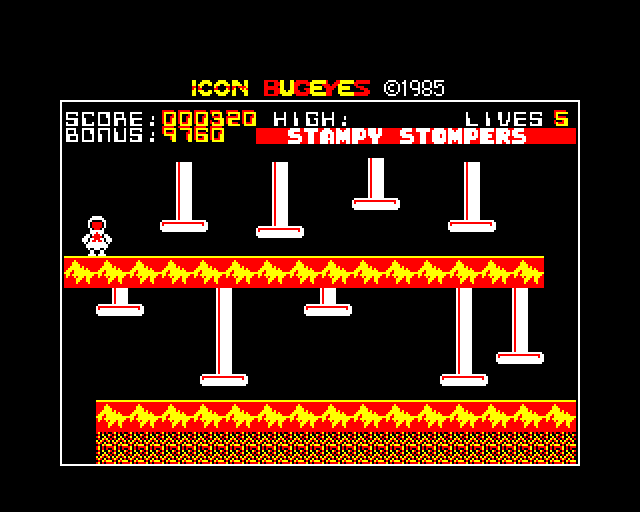 ICON BUGEYES ©1985
SCORE: 000320 HIGH: LIVES 5
BONUS: 9760 STAMPY STOMPERS